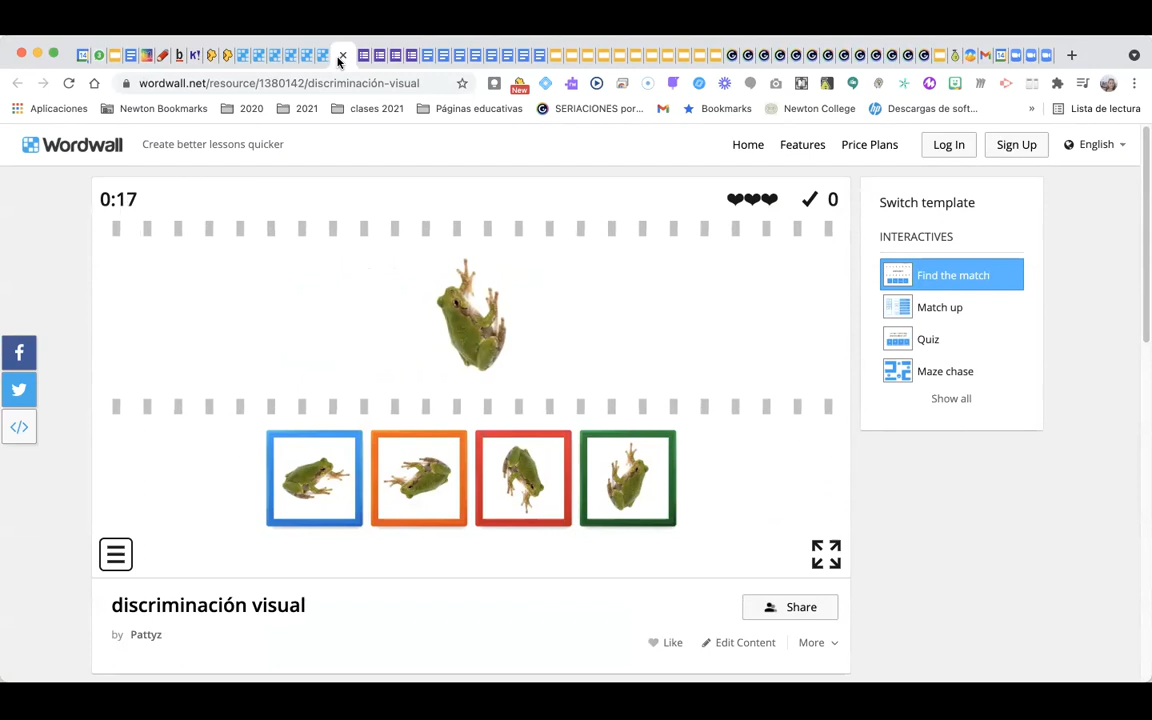 wordwall.net/resource/1380142/discriminación-visual
New
Aplicaciones
Newton Bookmarks
2020
2021
clases 2021
Páginas educativas
SERIACIONES por...
Bookmarks
Newton College
Descargas de soft...
»
Lista de lectura
Wordwall
Create better lessons quicker
Home
Features
Price Plans
Log In
Sign Up
English
0:17
0
Switch template
INTERACTIVES
Find the match
Match up
Quiz
Maze chase
Show all
discriminación visual
by Pattyz
Share
Like
Edit Content
More